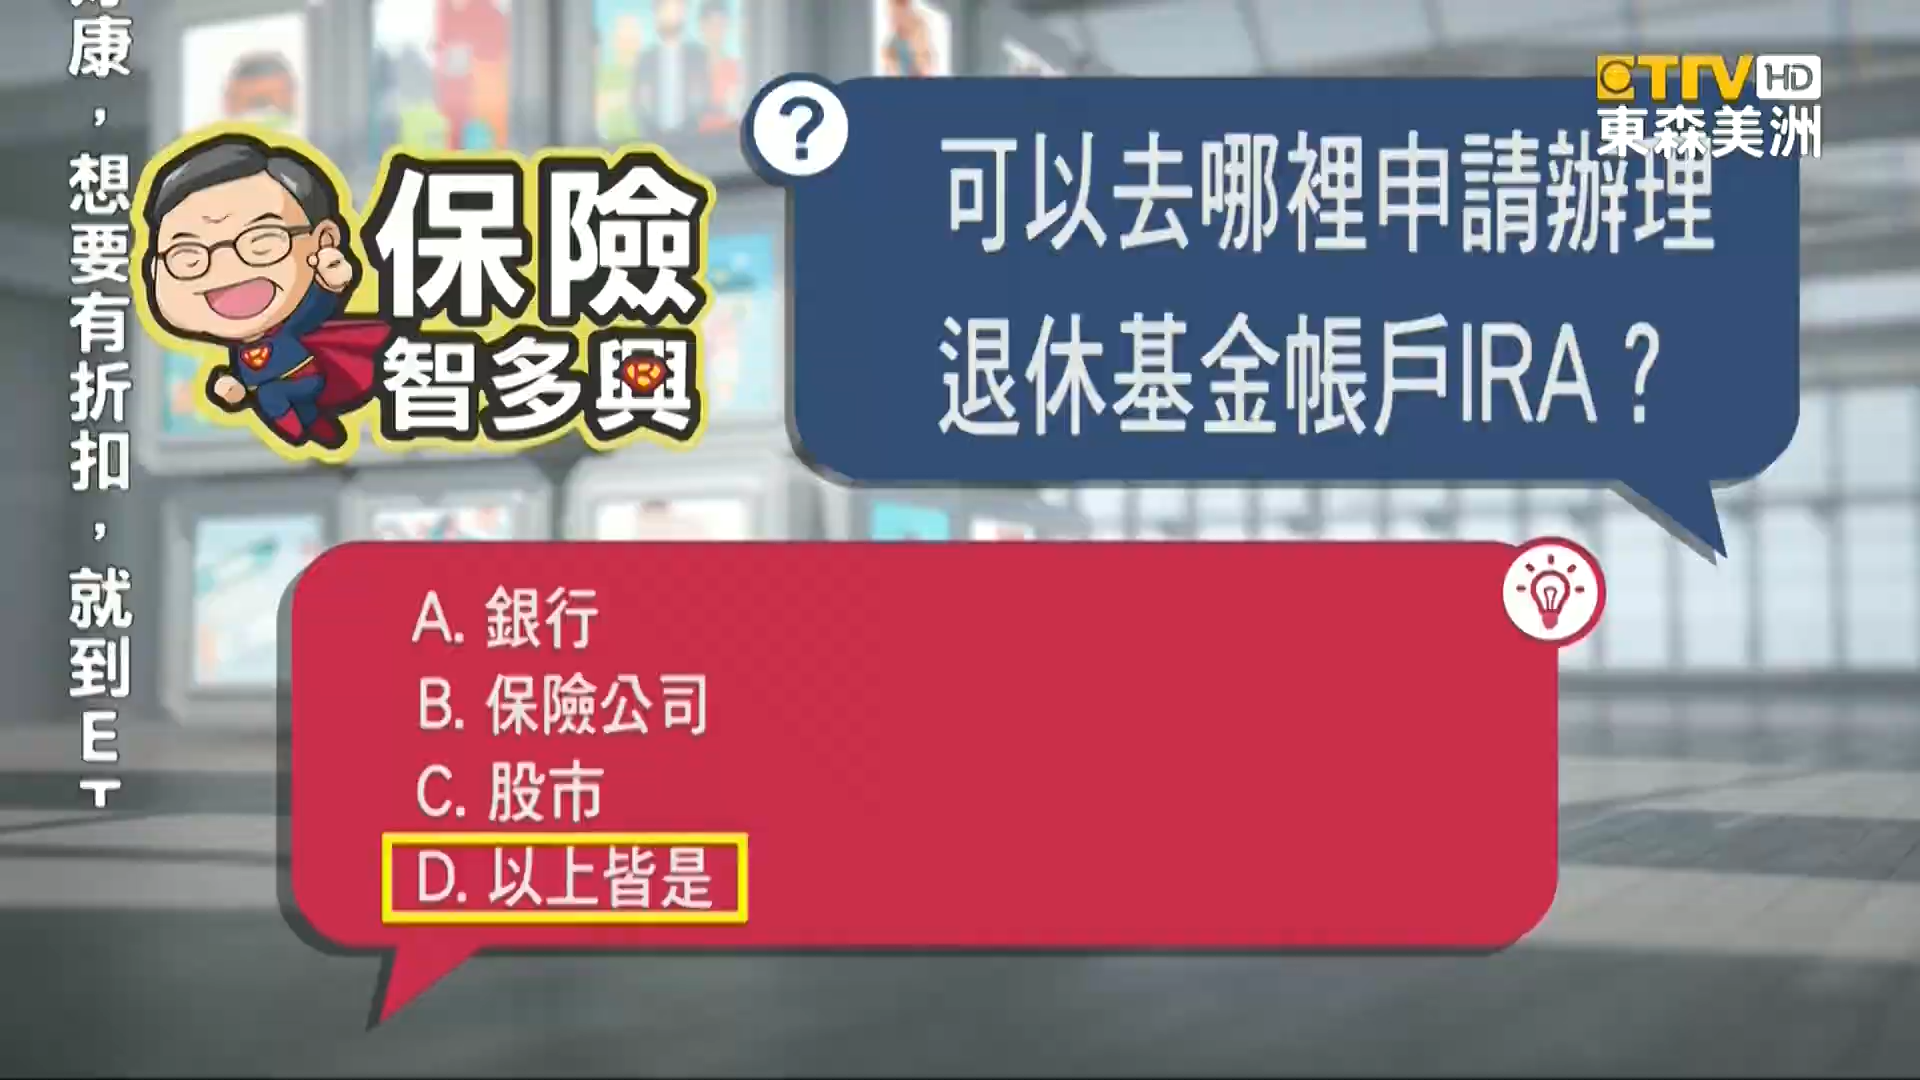 康，想要有折扣，就到ET
ETTV HD
東森美洲
保險
智多興
?
可以去哪裡申請辦理
退休基金帳戶IRA？
A. 銀行
B. 保險公司
C. 股市
D. 以上皆是